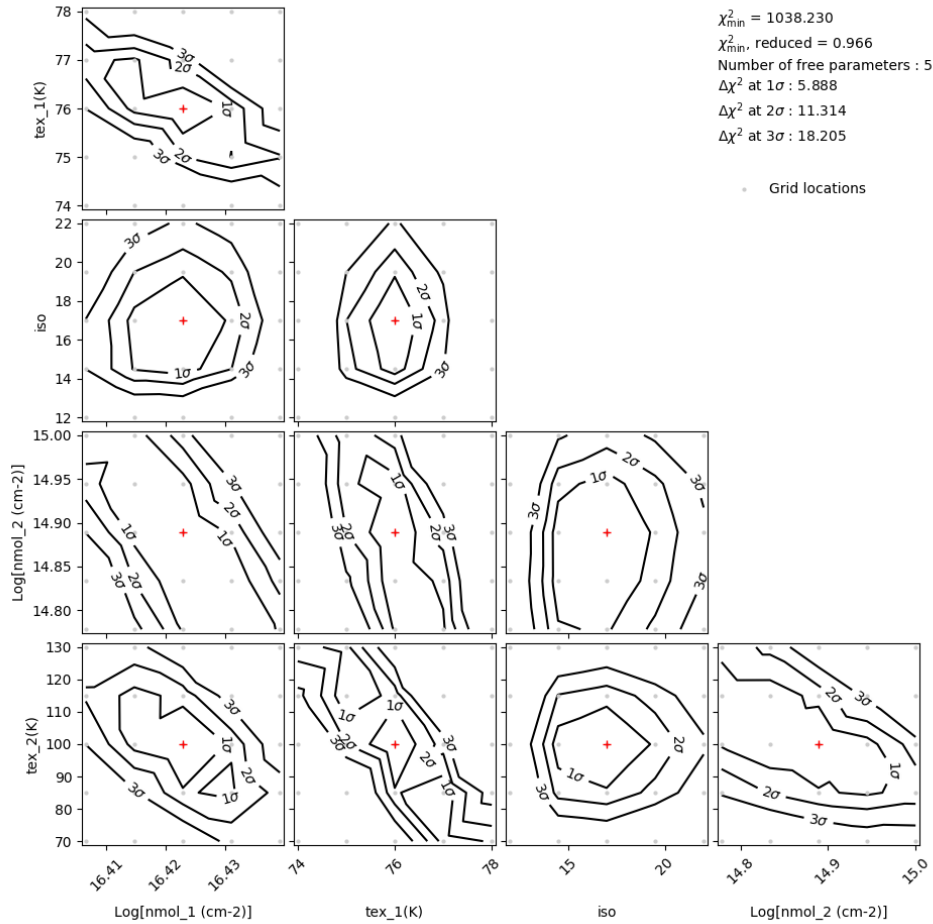 χ²min = 1038.230
χ²min, reduced = 0.966
Number of free parameters : 5
Δχ² at 1σ : 5.888
Δχ² at 2σ : 11.314
Δχ² at 3σ : 18.205
Grid locations
78
77
76
75
74
tex_1(K)
3σ
2σ
1σ
2σ
3σ
22
20
18
16
14
12
iso
3σ
2σ
1σ
3σ
2σ
1σ
3σ
15.00
14.95
14.90
14.85
14.80
Log[nmol_2 (cm-2)]
3σ
2σ
1σ
1σ
2σ
3σ
1σ
3σ
2σ
3σ
2σ
2σ
1σ
3σ
3σ
3σ
130
120
110
100
90
80
70
tex_2(K)
3σ
1σ
2σ
1σ
3σ
1σ
1σ
3σ
2σ
2σ
3σ
1σ
2σ
1σ
3σ
3σ
2σ
1σ
2σ
3σ
16.41
16.42
16.43
74
76
78
15
20
14.8
14.9
15.0
Log[nmol_1 (cm-2)]
tex_1(K)
iso
Log[nmol_2 (cm-2)]